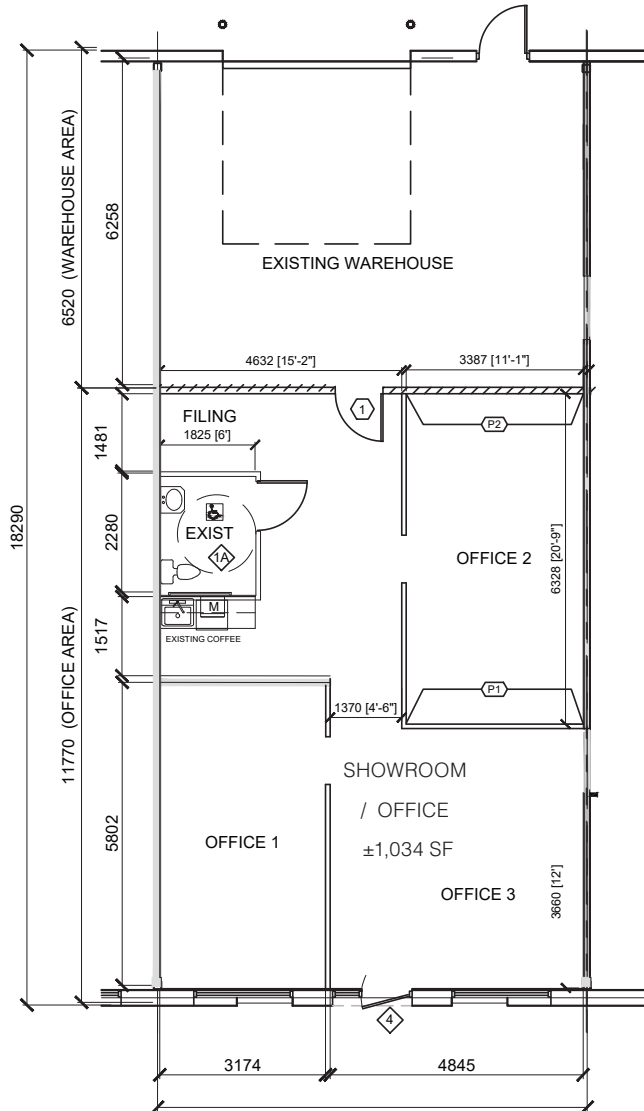 6520 (WAREHOUSE AREA)
6258
EXISTING WAREHOUSE
4632 [15'-2"]
3387 [11'-1"]
FILING
1825 [6']
1
P2
1481
18290
2280
EXIST
1A
OFFICE 2
6328 [20'-9"]
M
1517
EXISTING COFFEE
11770 (OFFICE AREA)
P1
1370 [4'-6"]
SHOWROOM
/ OFFICE
±1,034 SF
5802
OFFICE 1
OFFICE 3
3660 [12']
4
3174
4845